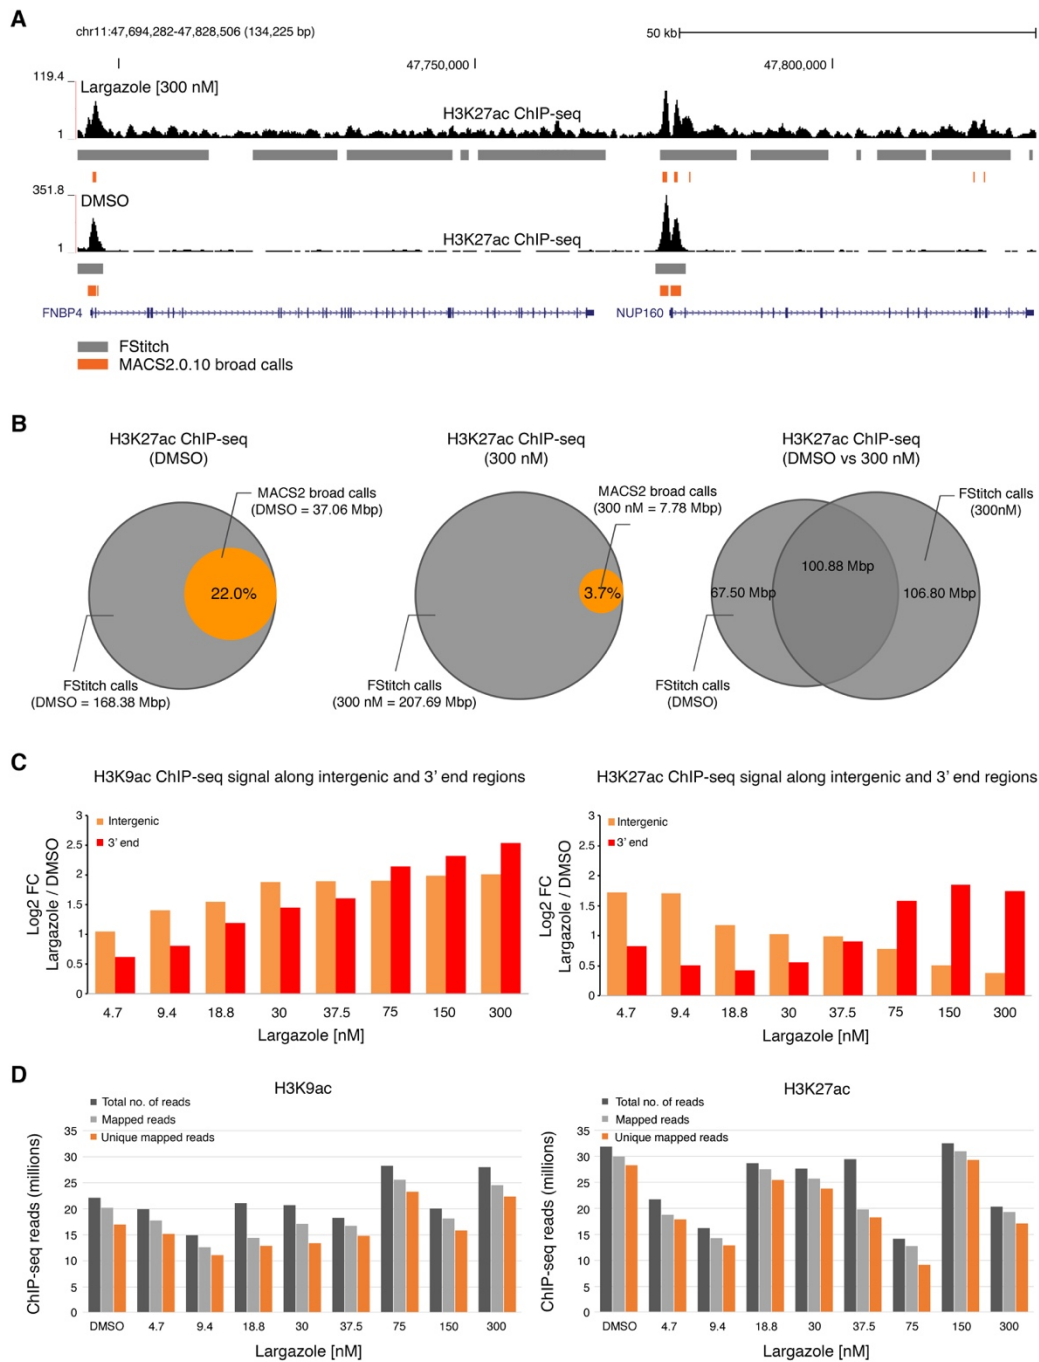 A
chr11:47,694,282-47,828,506 (134,225 bp)
50 kb
47,750,000
47,800,000
119.4
Largazole [300 nM]
H3K27ac ChIP-seq
1
351.8
DMSO
H3K27ac ChIP-seq
1
FNBP4
NUP160
FStitch
MACS2.0.10 broad calls
B
H3K27ac ChIP-seq
(DMSO)
MACS2 broad calls
(DMSO = 37.06 Mbp)
22.0%
FStitch calls
(DMSO = 168.38 Mbp)
H3K27ac ChIP-seq
(300 nM)
MACS2 broad calls
(300 nM = 7.78 Mbp)
3.7%
FStitch calls
(300 nM = 207.69 Mbp)
H3K27ac ChIP-seq
(DMSO vs 300 nM)
FStitch calls
(300nM)
100.88 Mbp
67.50 Mbp
106.80 Mbp
FStitch calls
(DMSO)
C
H3K9ac ChIP-seq signal along intergenic and 3' end regions
Intergenic
3' end
Log2 FC
Largazole / DMSO
3
2.5
2
1.5
1
0.5
0
4.7 9.4 18.8 30 37.5 75 150 300
Largazole [nM]
H3K27ac ChIP-seq signal along intergenic and 3' end regions
Intergenic
3' end
Log2 FC
Largazole / DMSO
3
2.5
2
1.5
1
0.5
0
4.7 9.4 18.8 30 37.5 75 150 300
Largazole [nM]
D
H3K9ac
Total no. of reads
Mapped reads
Unique mapped reads
ChIP-seq reads (millions)
35
30
25
20
15
10
5
0
DMSO 4.7 9.4 18.8 30 37.5 75 150 300
Largazole [nM]
H3K27ac
Total no. of reads
Mapped reads
Unique mapped reads
ChIP-seq reads (millions)
35
30
25
20
15
10
5
0
DMSO 4.7 9.4 18.8 30 37.5 75 150 300
Largazole [nM]